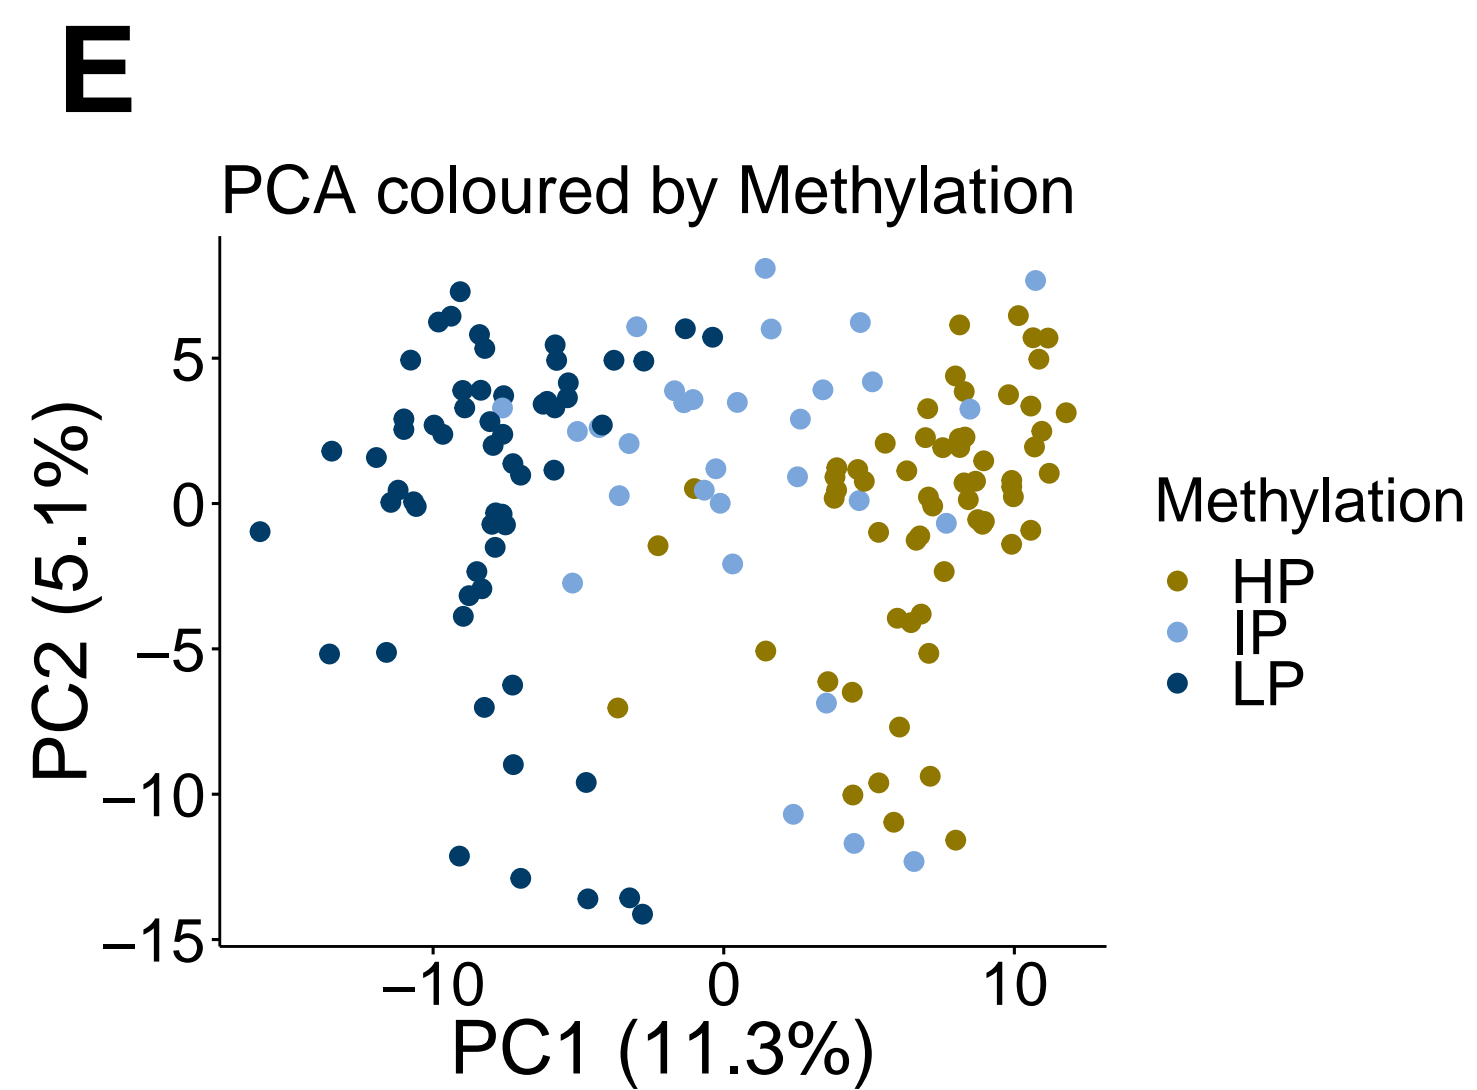 E
PCA coloured by Methylation
PC2 (5.1%)
5
0
−5
−10
−15
−10
0
10
PC1 (11.3%)
Methylation
HP
IP
LP